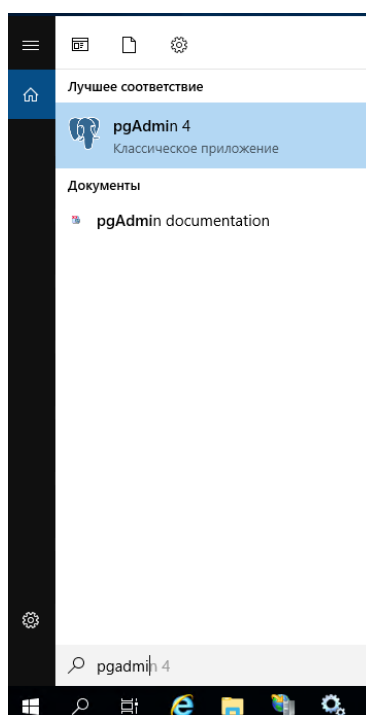 Лучшее соответствие
pgAdmin 4
Классическое приложение
Документы
pgAdmin documentation
pgadmin 4